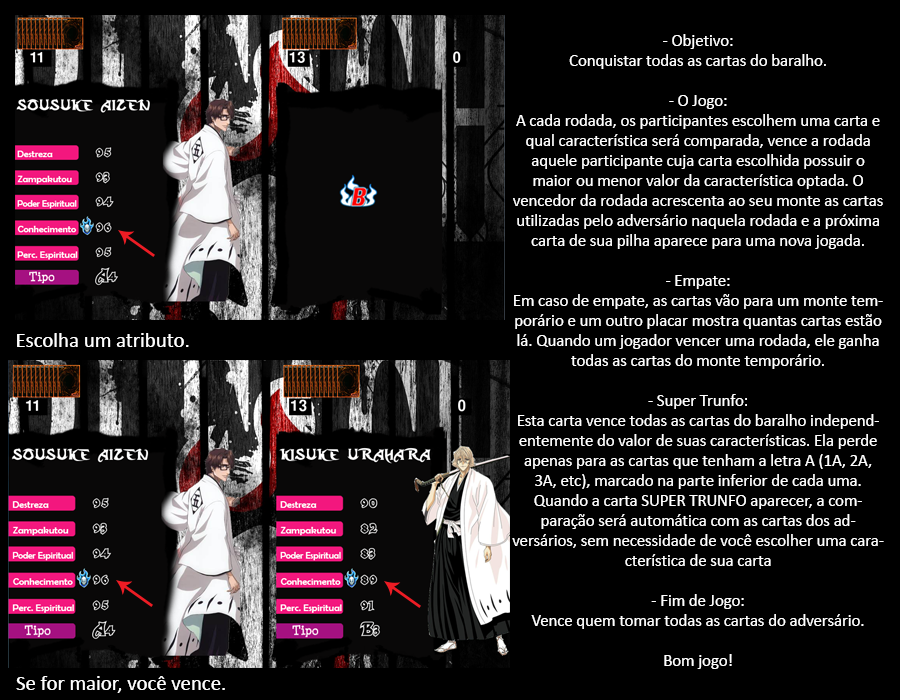 11
13
0
SOUSUKE AIZEN
Destreza 95
Zampakutou 93
Poder Espiritual 94
Conhecimento 96
Perc. Espiritual 95
Tipo A4
B
Escolha um atributo.
11
13
0
SOUSUKE AIZEN
Destreza 95
Zampakutou 93
Poder Espiritual 94
Conhecimento 96
Perc. Espiritual 95
Tipo A4
KISUKE URAHARA
Destreza 90
Zampakutou 82
Poder Espiritual 83
Conhecimento 89
Perc. Espiritual 91
Tipo B3
Se for maior, você vence.
- Objetivo:
Conquistar todas as cartas do baralho.
- O Jogo:
A cada rodada, os participantes escolhem uma carta e
qual característica será comparada, vence a rodada
aquele participante cuja carta escolhida possuir o
maior ou menor valor da característica optada. O
vencedor da rodada acrescenta ao seu monte as cartas
utilizadas pelo adversário naquela rodada e a próxima
carta de sua pilha aparece para uma nova jogada.
- Empate:
Em caso de empate, as cartas vão para um monte tem-
porário e um outro placar mostra quantas cartas estão
lá. Quando um jogador vencer uma rodada, ele ganha
todas as cartas do monte temporário.
- Super Trunfo:
Esta carta vence todas as cartas do baralho independ-
entemente do valor de suas características. Ela perde
apenas para as cartas que tenham a letra A (1A, 2A,
3A, etc), marcado na parte inferior de cada uma.
Quando a carta SUPER TRUNFO aparecer, a com-
paração será automática com as cartas dos ad-
versários, sem necessidade de você escolher uma cara-
cterística de sua carta
- Fim de Jogo:
Vence quem tomar todas as cartas do adversário.
Bom jogo!